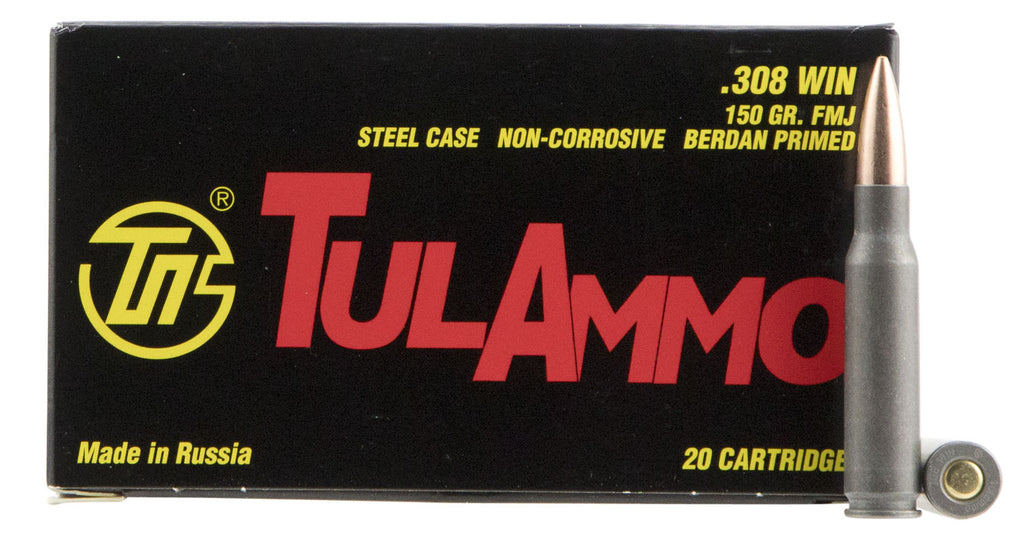 .308 WIN
150 GR. FMJ
STEEL CASE NON-CORROSIVE BERDAN PRIMED
®
TULAMMO
Made in Russia
20 CARTRIDGE